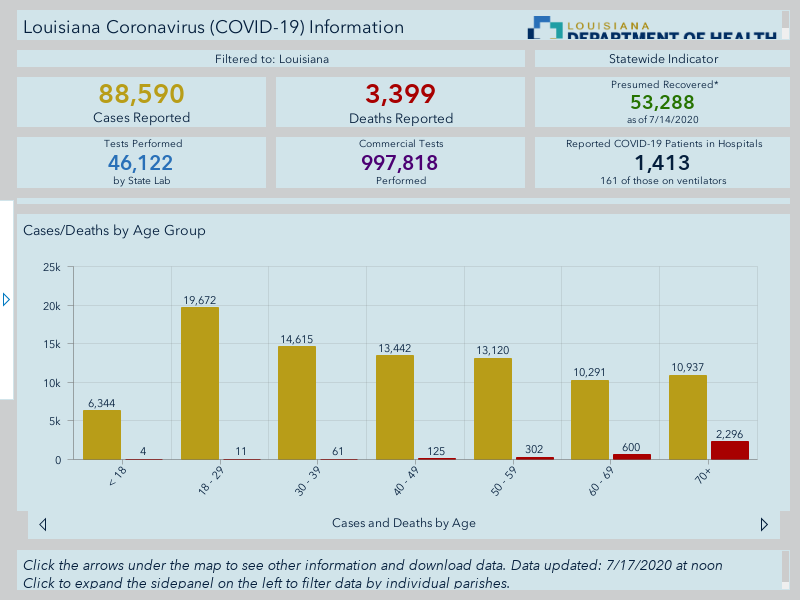 Louisiana Coronavirus (COVID-19) Information
LOUISIANA
DEPARTMENT OF HEALTH
Filtered to: Louisiana
Statewide Indicator
88,590
Cases Reported
3,399
Deaths Reported
Presumed Recovered*
53,288
as of 7/14/2020
Tests Performed
46,122
by State Lab
Commercial Tests
997,818
Performed
Reported COVID-19 Patients in Hospitals
1,413
161 of those on ventilators
Cases/Deaths by Age Group
25k
20k
15k
10k
5k
0
6,344
4
19,672
11
14,615
61
13,442
125
13,120
302
10,291
600
10,937
2,296
< 18
18 - 29
30 - 39
40 - 49
50 - 59
60 - 69
70+
Cases and Deaths by Age
Click the arrows under the map to see other information and download data. Data updated: 7/17/2020 at noon
Click to expand the sidepanel on the left to filter data by individual parishes.